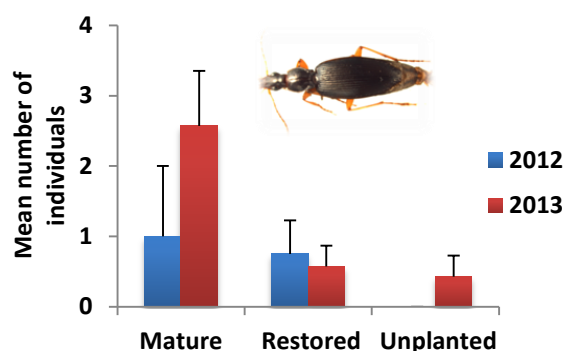 4
3
2
1
0
Mean number of
individuals
2012
2013
Mature Restored Unplanted